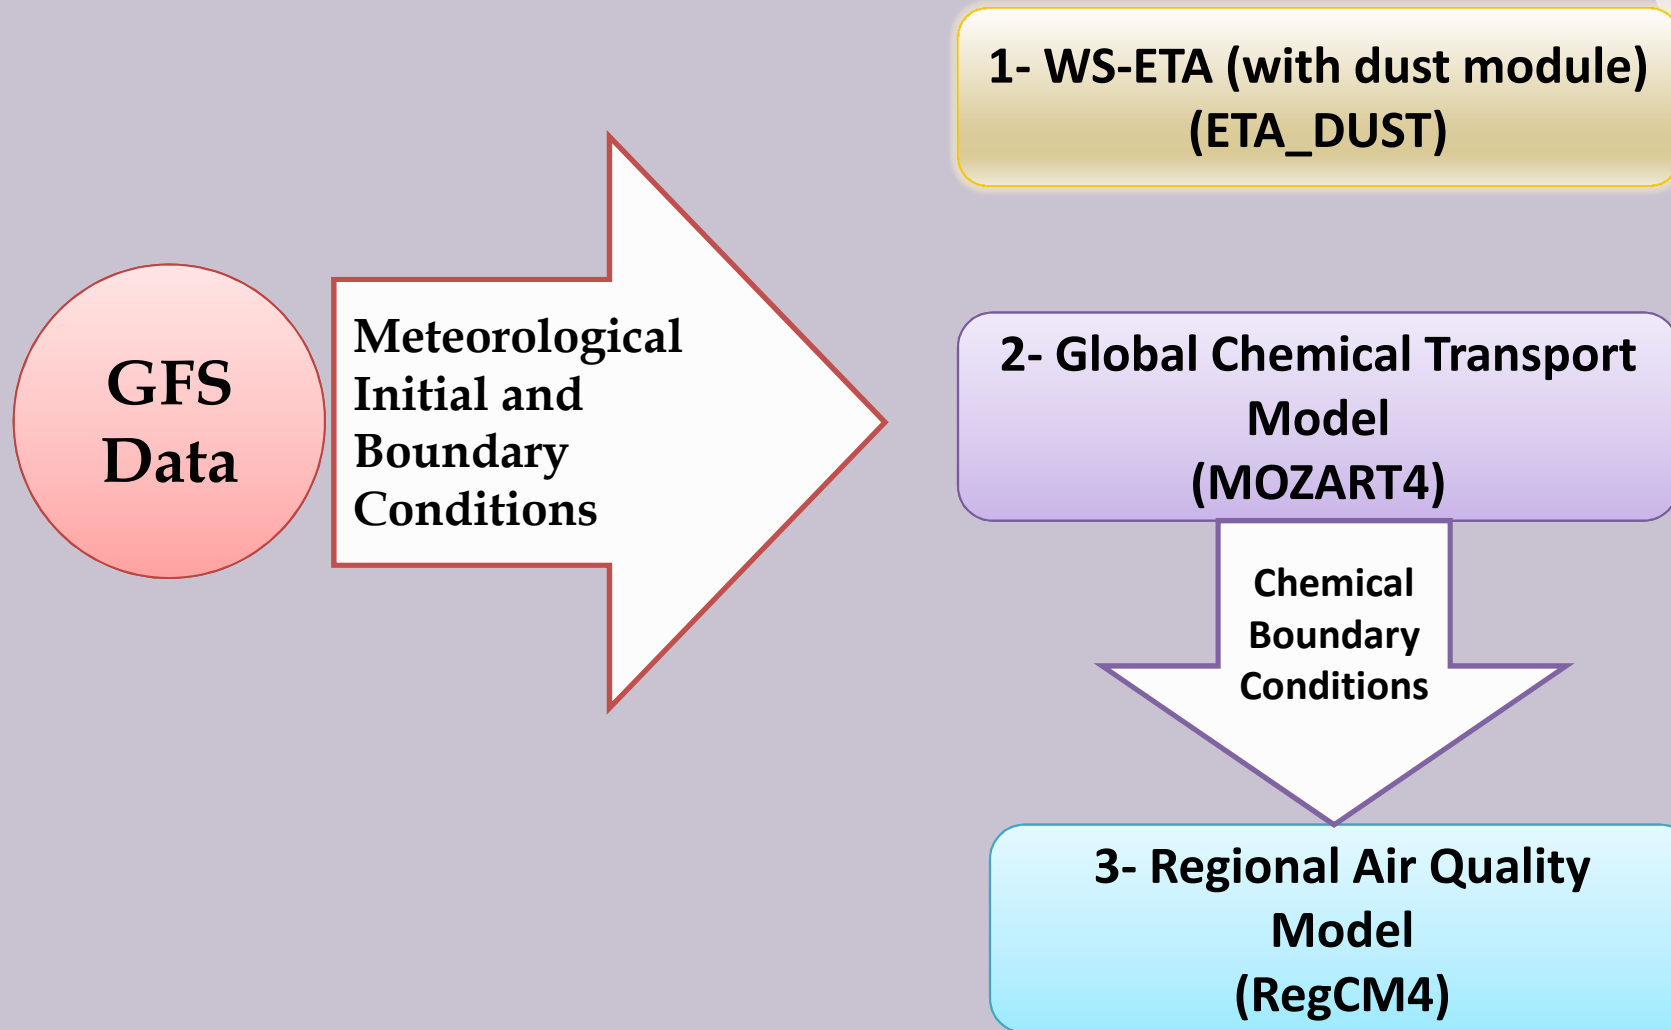 1- WS-ETA (with dust module)
(ETA_DUST)
GFS
Data
Meteorological
Initial and
Boundary
Conditions
2- Global Chemical Transport
Model
(MOZART4)
Chemical
Boundary
Conditions
3- Regional Air Quality
Model
(RegCM4)